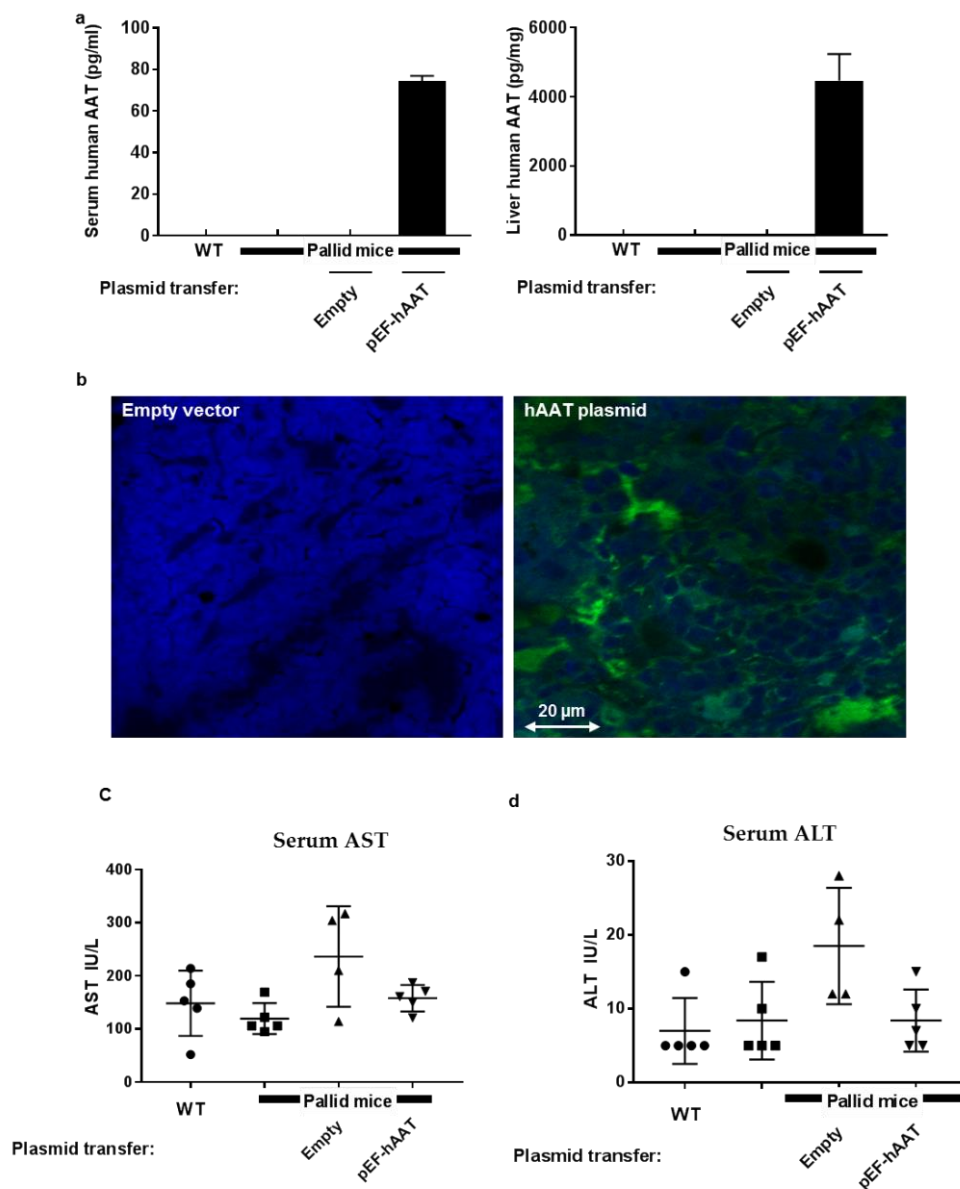 a
Serum human AAT (pg/ml)
100
80
60
40
20
0
WT
Pallid mice
Plasmid transfer:
Empty
pEF-hAAT
Liver human AAT (pg/mg)
6000
4000
2000
0
WT
Pallid mice
Plasmid transfer:
Empty
pEF-hAAT
b
Empty vector
hAAT plasmid
20 µm
C
Serum AST
AST IU/L
400
300
200
100
0
WT
Pallid mice
Plasmid transfer:
Empty
pEF-hAAT
d
Serum ALT
ALT IU/L
30
20
10
0
WT
Pallid mice
Plasmid transfer:
Empty
pEF-hAAT